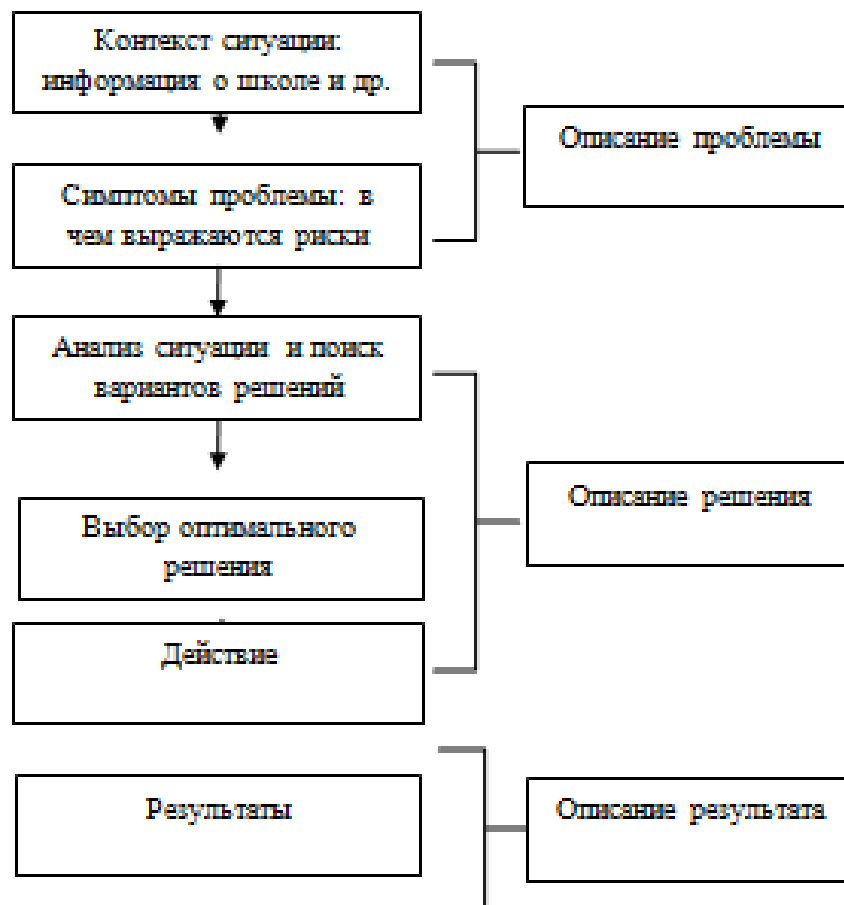 Контекст ситуации:
информация о школе и др.
Описание проблемы
Симптомы проблемы: в
чем выражаются риски
Анализ ситуации и поиск
вариантов решений
Описание решения
Выбор оптимального
решения
Действие
Результаты
Описание результата